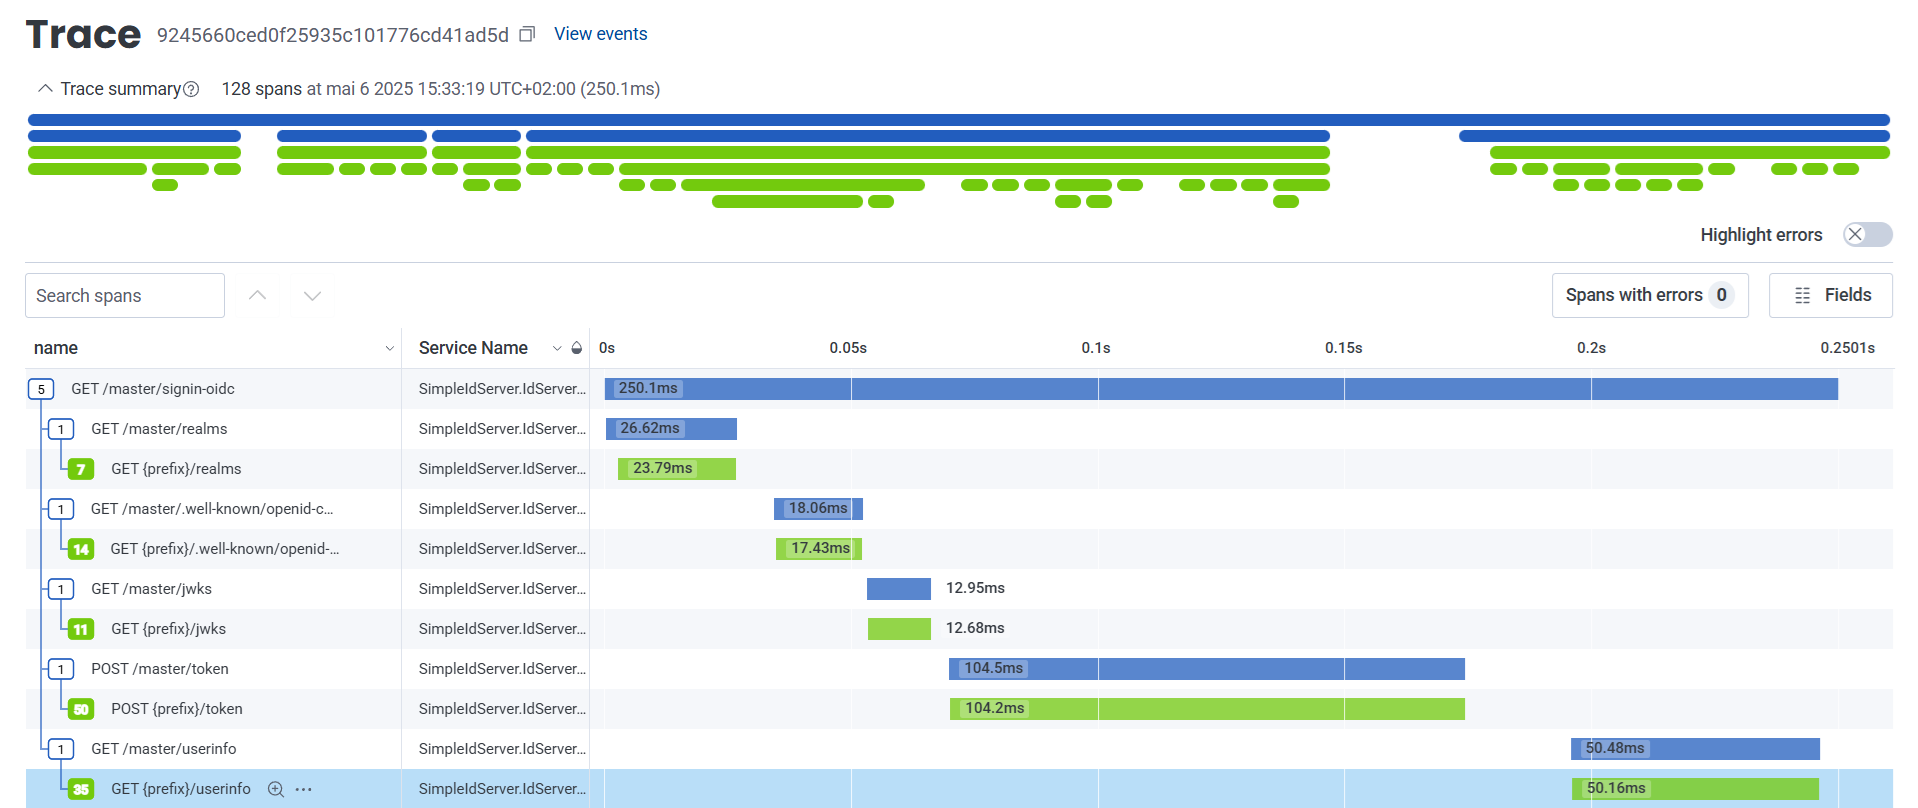 Trace 9245660ced0f25935c101776cd41ad5d View events
Trace summary 128 spans at mai 6 2025 15:33:19 UTC+02:00 (250.1ms)
Highlight errors
Search spans Spans with errors 0 Fields
name Service Name 0s 0.05s 0.1s 0.15s 0.2s 0.2501s
5 GET /master/signin-oidc SimpleIdServer.IdServer... 250.1ms
1 GET /master/realms SimpleIdServer.IdServer... 26.62ms
7 GET {prefix}/realms SimpleIdServer.IdServer... 23.79ms
1 GET /master/.well-known/openid-c... SimpleIdServer.IdServer... 18.06ms
14 GET {prefix}/.well-known/openid-... SimpleIdServer.IdServer... 17.43ms
1 GET /master/jwks SimpleIdServer.IdServer... 12.95ms
11 GET {prefix}/jwks SimpleIdServer.IdServer... 12.68ms
1 POST /master/token SimpleIdServer.IdServer... 104.5ms
50 POST {prefix}/token SimpleIdServer.IdServer... 104.2ms
1 GET /master/userinfo SimpleIdServer.IdServer... 50.48ms
35 GET {prefix}/userinfo SimpleIdServer.IdServer... 50.16ms